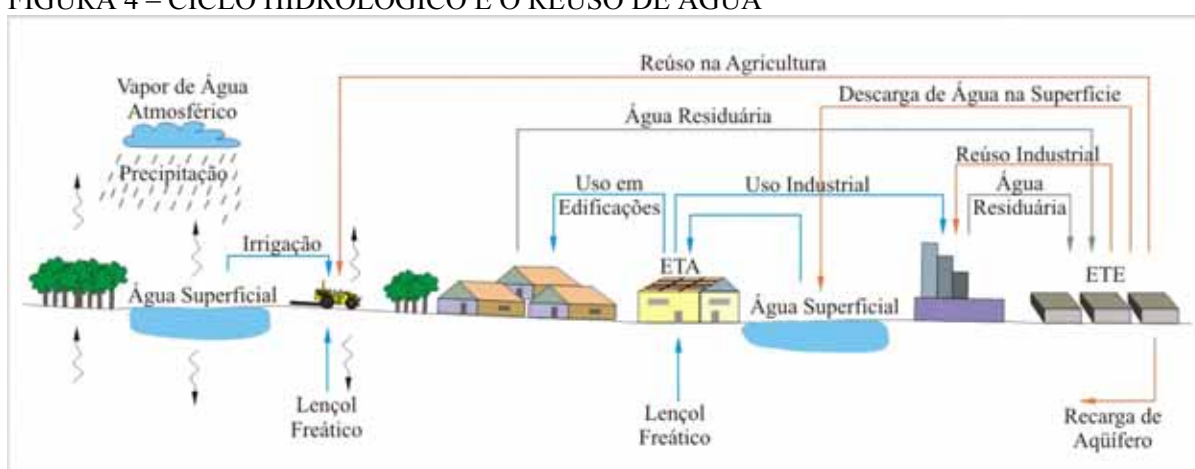 FIGURA 4 – CICLO HIDROLÓGICO E O REÚSO DE ÁGUA
Reúso na Agricultura
Vapor de Água
Atmosférico
Descarga de Água na Superfície
Água Residuária
Precipitação
Reúso Industrial
Uso em
Edificações
Uso Industrial
Água
Residuária
Irrigação
ETA
ETE
Água Superficial
Água Superficial
Lençol
Freático
Lençol
Freático
Recarga de
Aqüífero